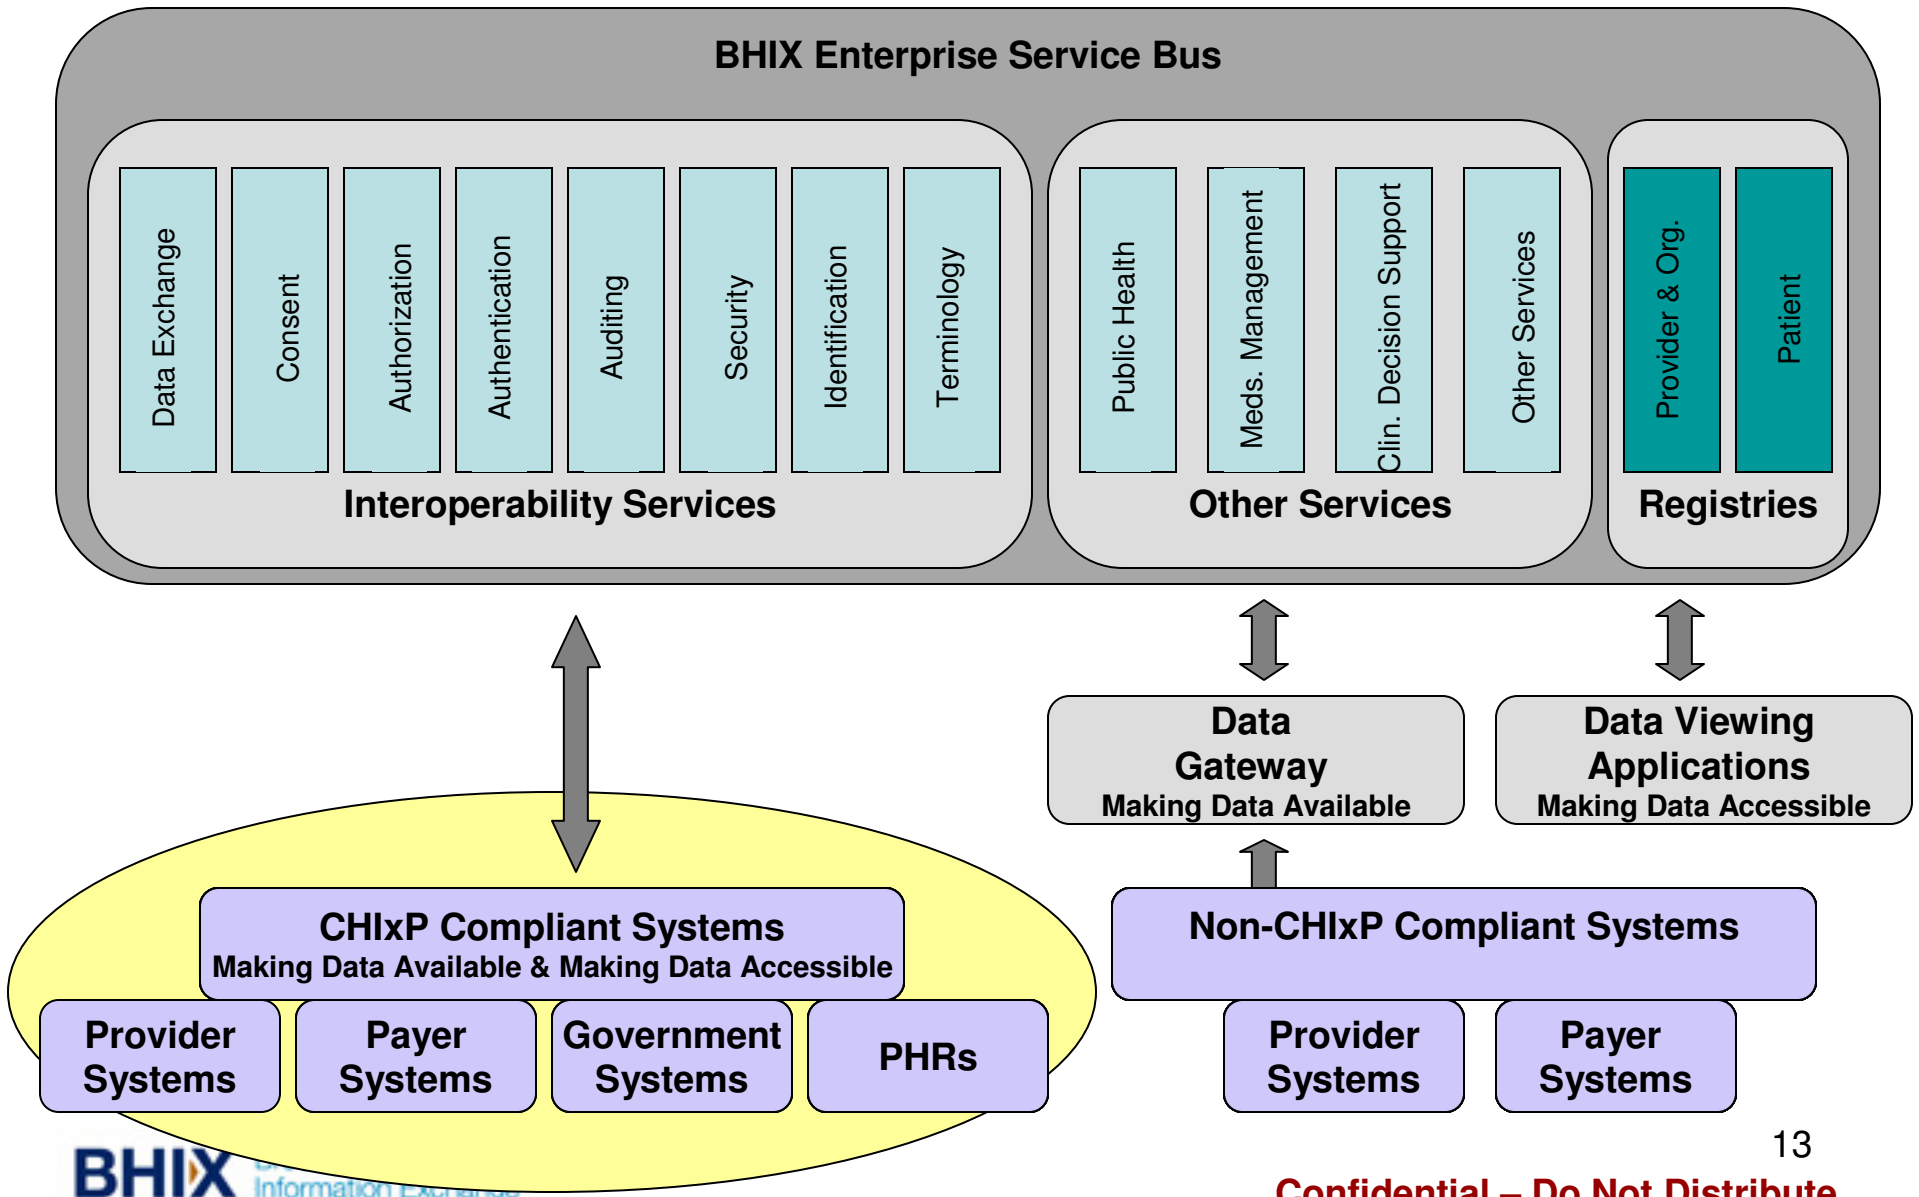 BHIX Enterprise Service Bus
Data Exchange
Consent
Authorization
Authentication
Auditing
Security
Identification
Terminology
Interoperability Services
Public Health
Meds. Management
Clin. Decision Support
Other Services
Other Services
Provider & Org.
Patient
Registries
Data
Gateway
Making Data Available
Data Viewing
Applications
Making Data Accessible
CHIxP Compliant Systems
Making Data Available & Making Data Accessible
Provider
Systems
Payer
Systems
Government
Systems
PHRs
Non-CHIxP Compliant Systems
Provider
Systems
Payer
Systems
BHIX
Information Exchange
13
Confidential – Do Not Distribute